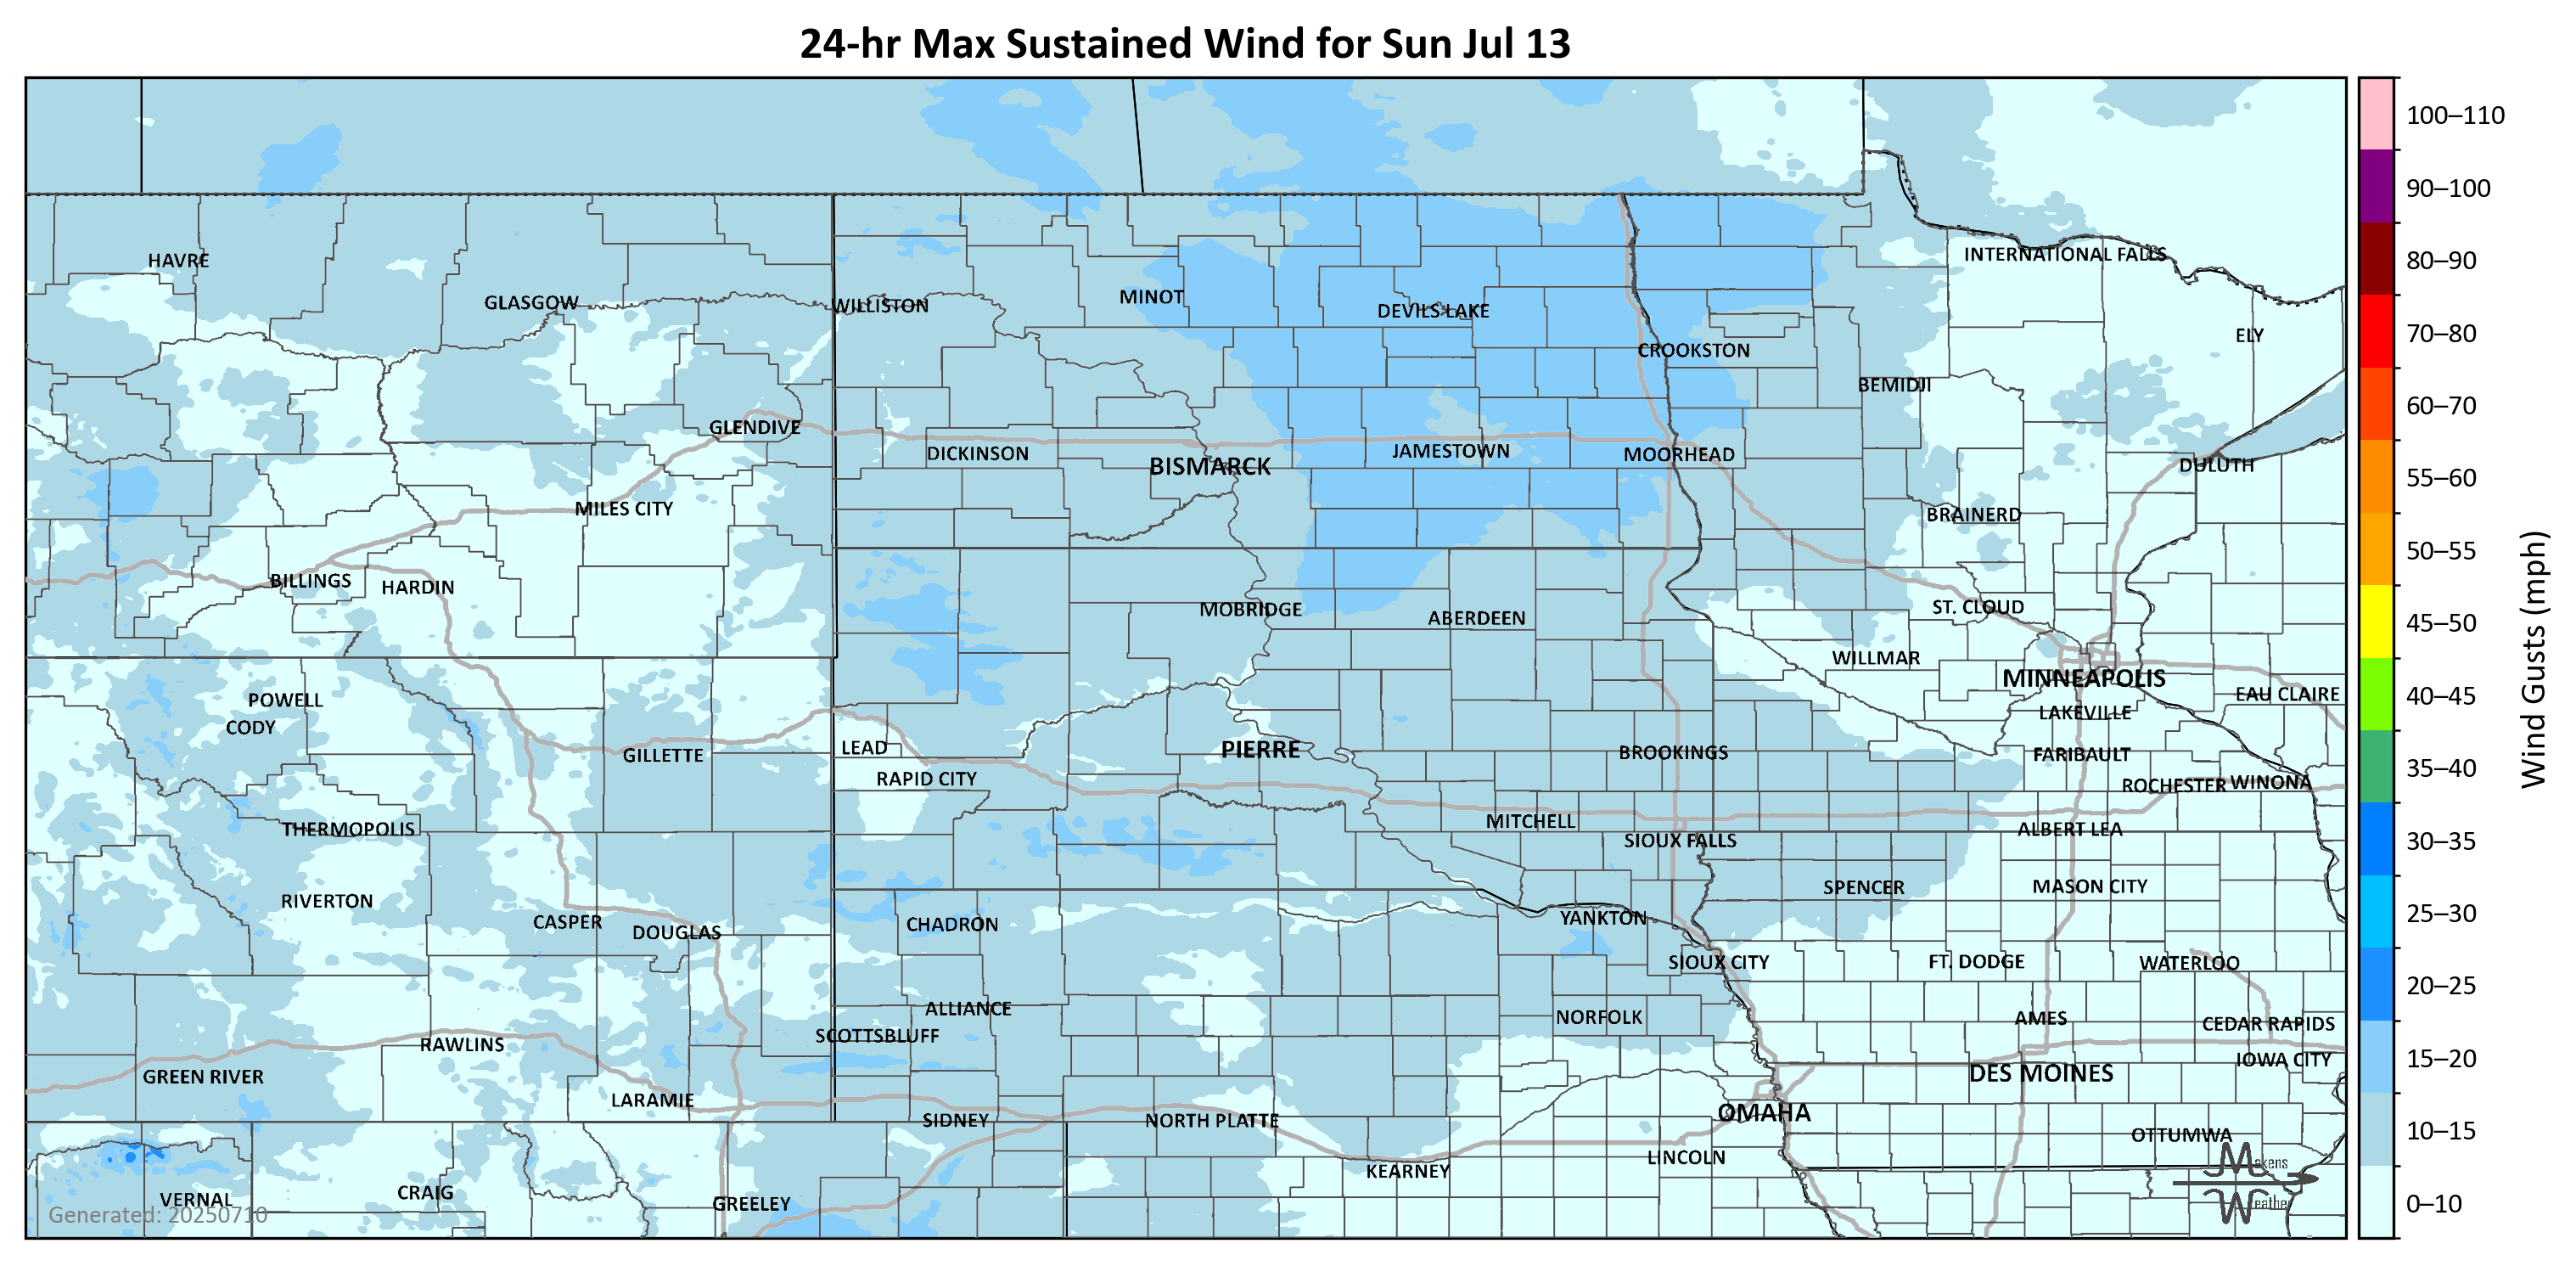 24-hr Max Sustained Wind for Sun Jul 13
100–110
90–100
80–90
70–80
60–70
55–60
50–55
45–50
40–45
35–40
30–35
25–30
20–25
15–20
10–15
0–10
Wind Gusts (mph)
HAVRE
GLASGOW
WILLISTON
MINOT
DEVILS LAKE
INTERNATIONAL FALLS
ELY
CROOKSTON
BEMIDJI
GLENDIVE
DICKINSON
BISMARCK
JAMESTOWN
MOORHEAD
DULUTH
MILES CITY
BRAINERD
BILLINGS
HARDIN
MOBRIDGE
ABERDEEN
ST. CLOUD
WILLMAR
MINNEAPOLIS
EAU CLAIRE
POWELL
CODY
LAKEVILLE
GILLETTE
LEAD
PIERRE
BROOKINGS
FARIBAULT
RAPID CITY
ROCHESTER
WINONA
THERMOPOLIS
MITCHELL
SIOUX FALLS
ALBERT LEA
RIVERTON
SPENCER
MASON CITY
CASPER
DOUGLAS
CHADRON
YANKTON
SIOUX CITY
FT. DODGE
WATERLOO
ALLIANCE
NORFOLK
AMES
CEDAR RAPIDS
RAWLINS
SCOTTSBLUFF
IOWA CITY
GREEN RIVER
DES MOINES
LARAMIE
SIDNEY
NORTH PLATTE
OMAHA
OTTUMWA
KEARNEY
LINCOLN
VERNAL
CRAIG
GREELEY
Makens
Weather
Generated: 20250710